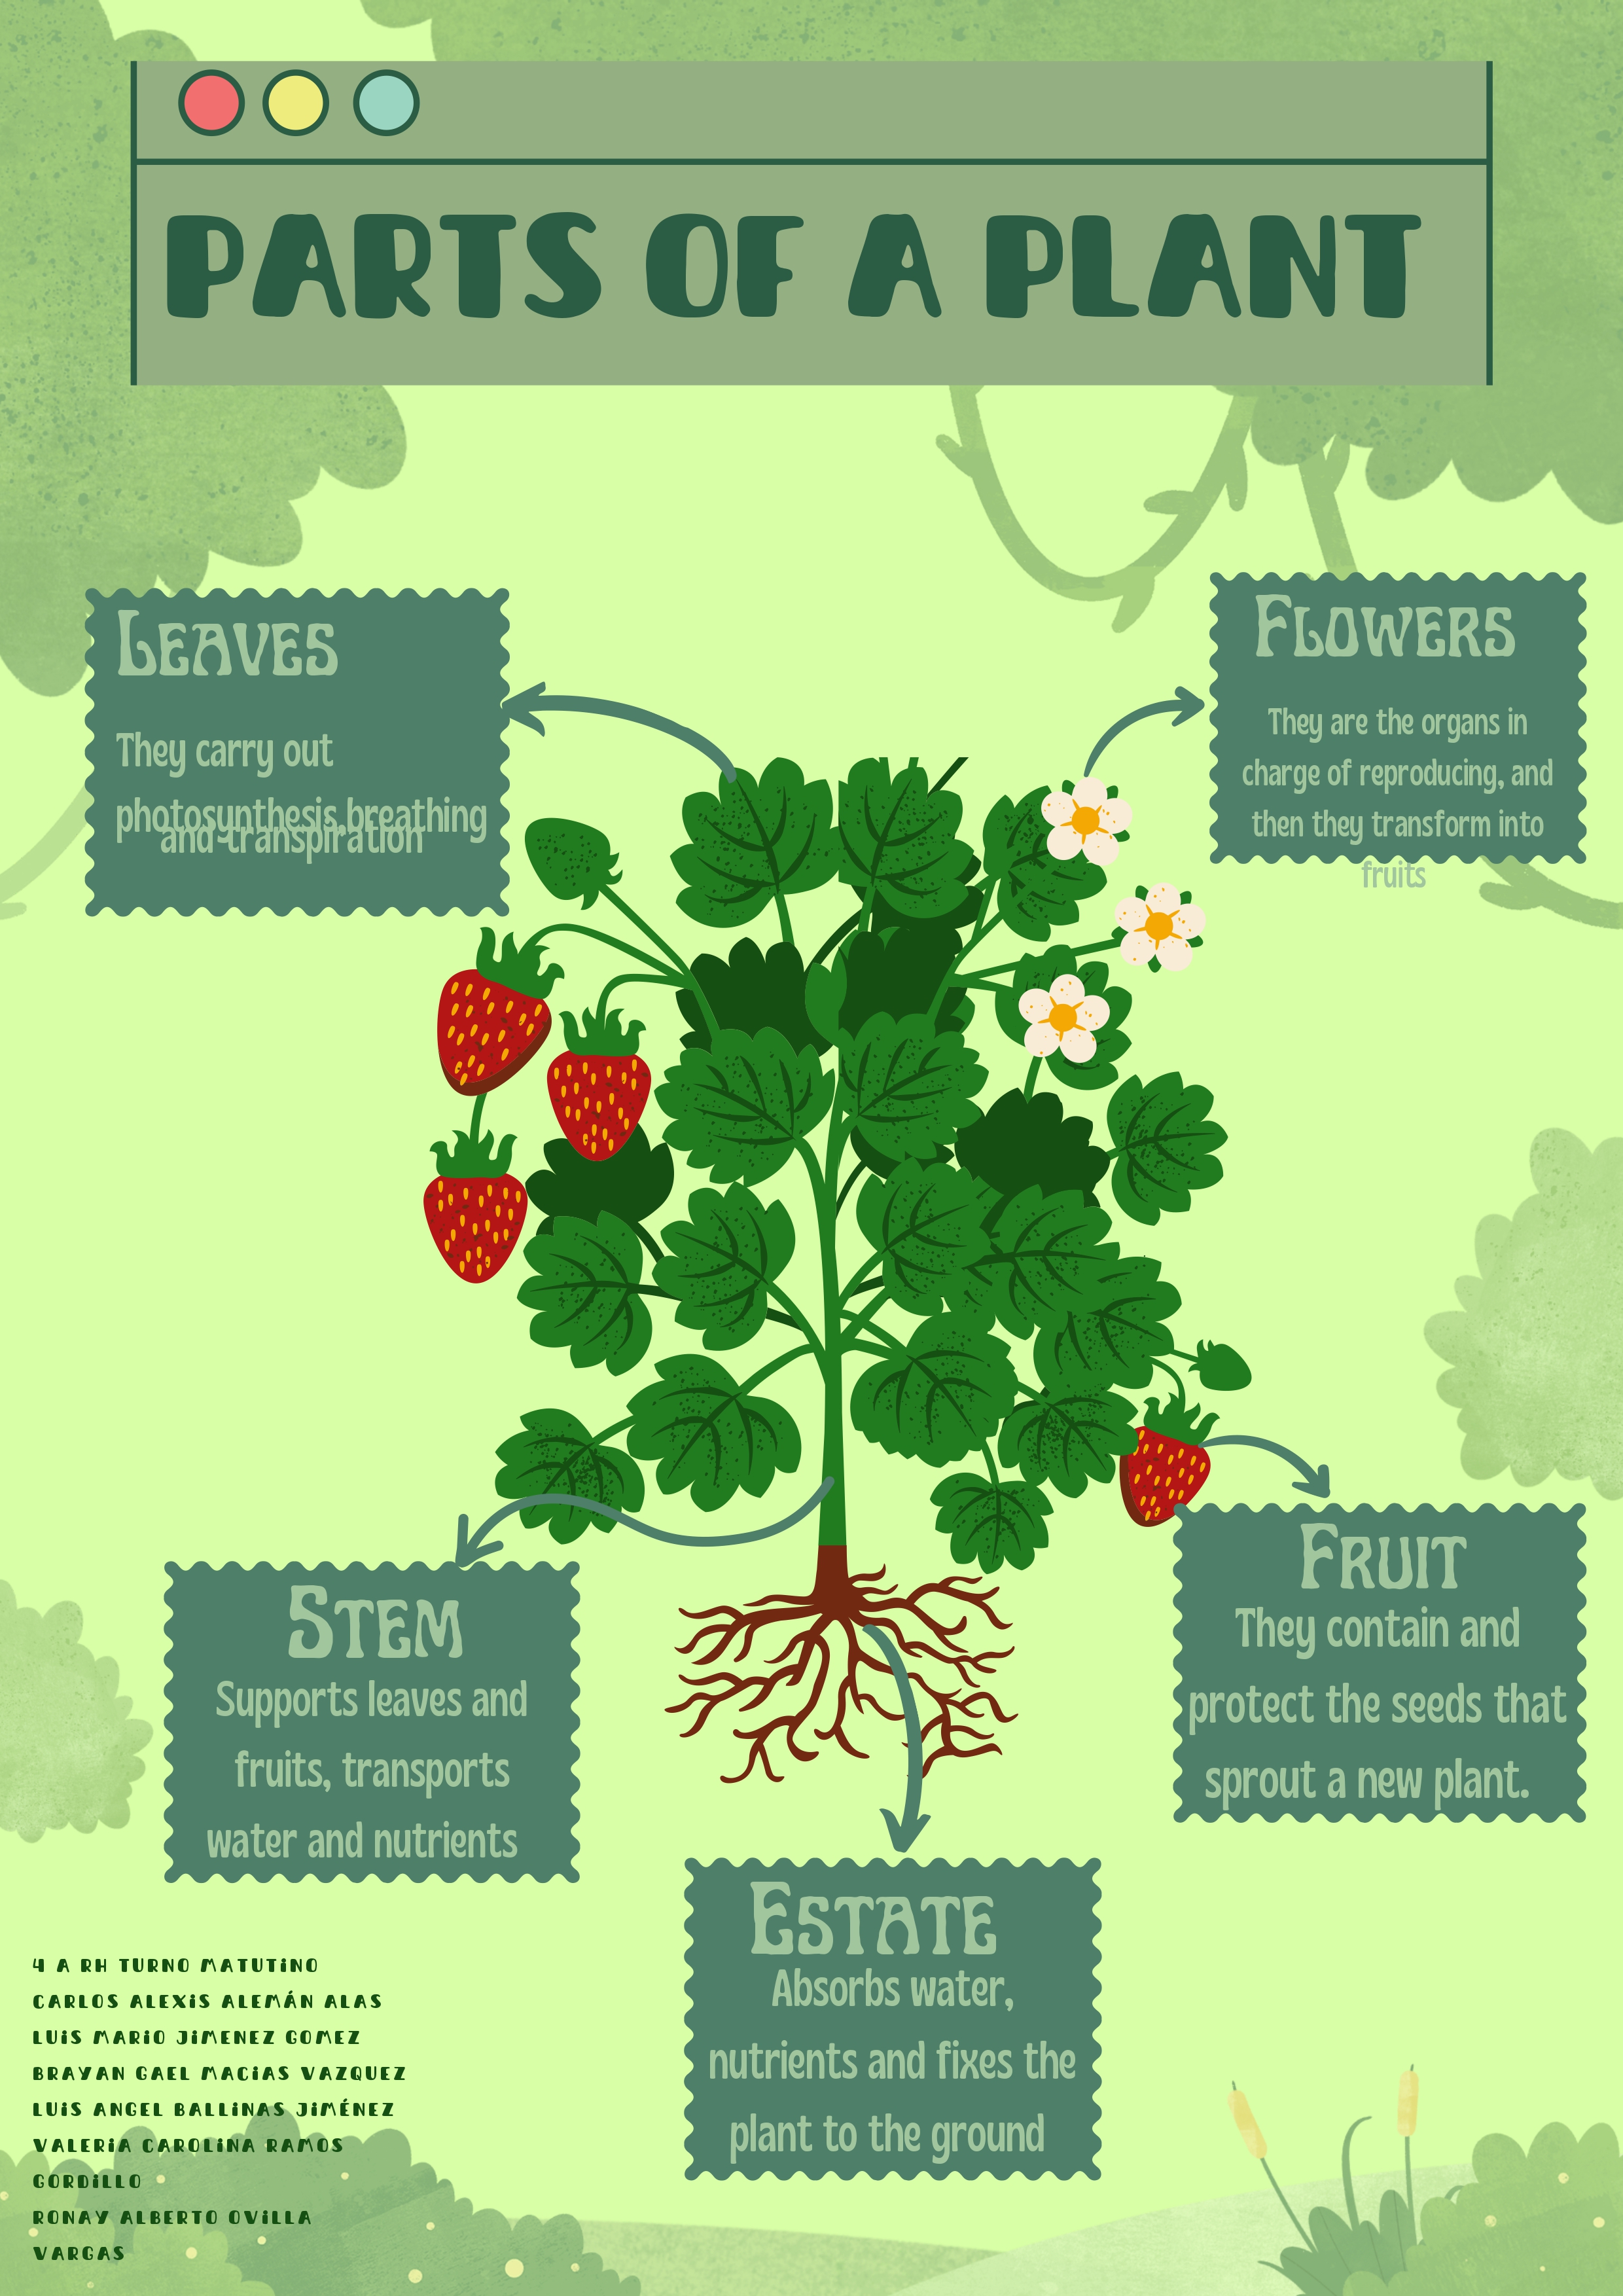 PARTS OF A PLANT
LEAVES
They carry out
photosynthesis,breathing
and transpiration
FLOWERS
They are the organs in
charge of reproducing, and
then they transform into
fruits
STEM
Supports leaves and
fruits, transports
water and nutrients
FRUIT
They contain and
protect the seeds that
sprout a new plant.
ESTATE
Absorbs water,
nutrients and fixes the
plant to the ground
4 A RH TURNO MATUTINO
CARLOS ALEXIS ALEMÁN ALAS
LUIS MARIO JIMENEZ GOMEZ
BRAYAN GAEL MACIAS VAZQUEZ
LUIS ANGEL BALLINAS JIMÉNEZ
VALERIA CAROLINA RAMOS
GORDILLO
RONAY ALBERTO OVILLA
VARGAS